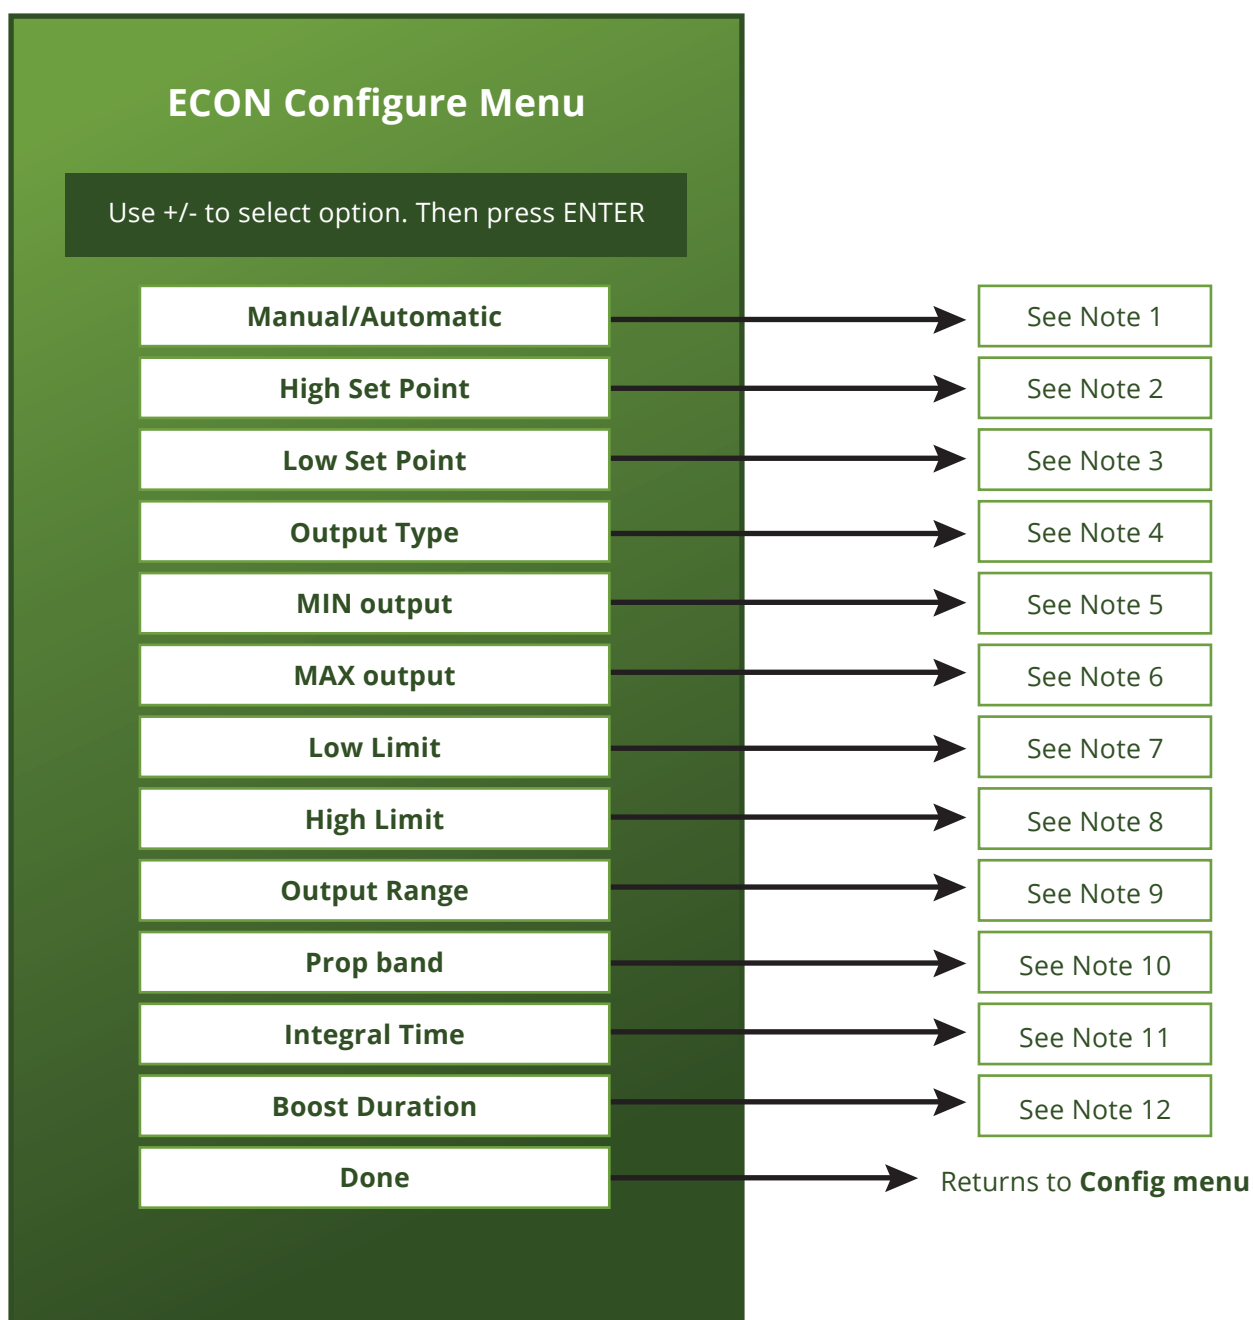 ECON Configure Menu
Use +/- to select option. Then press ENTER
Manual/Automatic
See Note 1
High Set Point
See Note 2
Low Set Point
See Note 3
Output Type
See Note 4
MIN output
See Note 5
MAX output
See Note 6
Low Limit
See Note 7
High Limit
See Note 8
Output Range
See Note 9
Prop band
See Note 10
Integral Time
See Note 11
Boost Duration
See Note 12
Done
Returns to Config menu